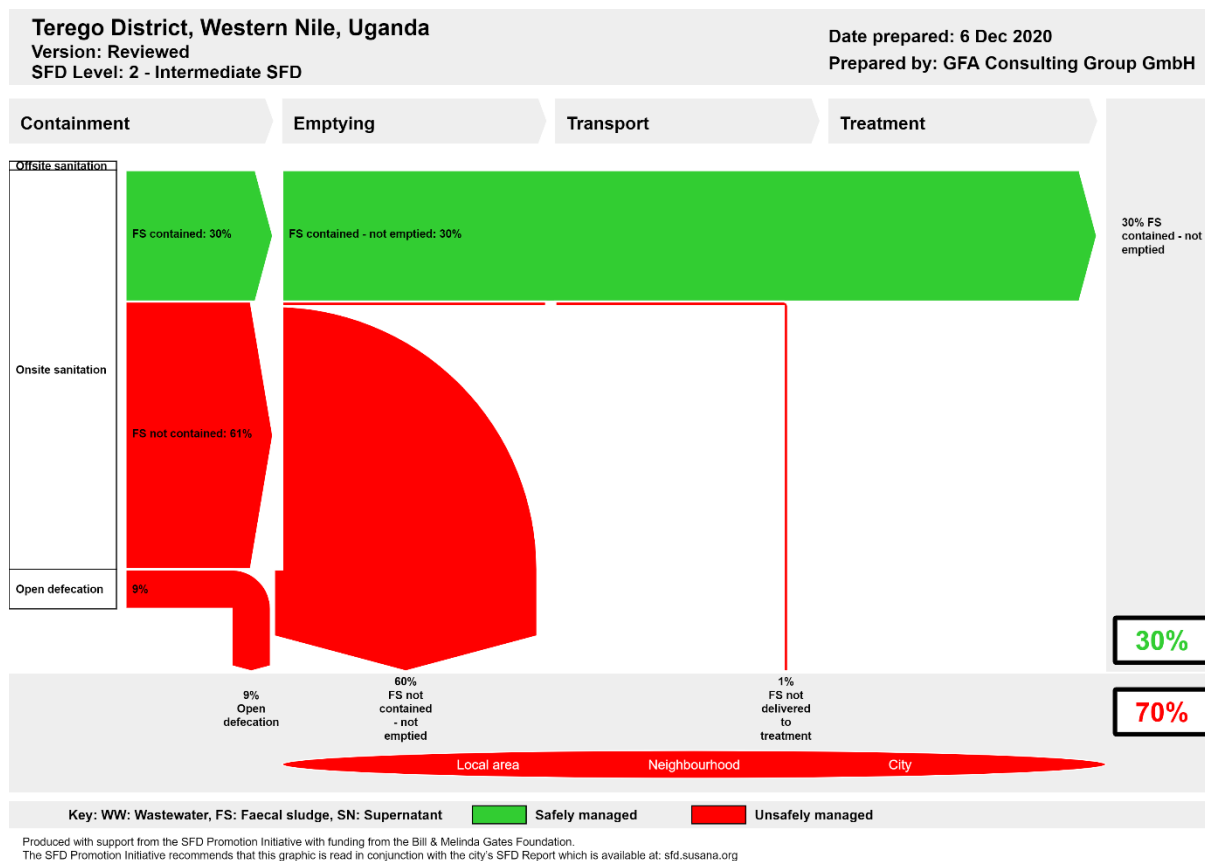 Terego District, Western Nile, Uganda
Version: Reviewed
SFD Level: 2 - Intermediate SFD
Date prepared: 6 Dec 2020
Prepared by: GFA Consulting Group GmbH
Containment
Emptying
Transport
Treatment
Offsite sanitation
FS contained: 30%
FS contained - not emptied: 30%
30% FS
contained - not
emptied
Onsite sanitation
FS not contained: 61%
Open defecation
9%
30%
9%
Open
defecation
60%
FS not
contained
- not
emptied
1%
FS not
delivered
to
treatment
70%
Local area
Neighbourhood
City
Key: WW: Wastewater, FS: Faecal sludge, SN: Supernatant
Safely managed
Unsafely managed
Produced with support from the SFD Promotion Initiative with funding from the Bill & Melinda Gates Foundation.
The SFD Promotion Initiative recommends that this graphic is read in conjunction with the city's SFD Report which is available at: sfd.susana.org